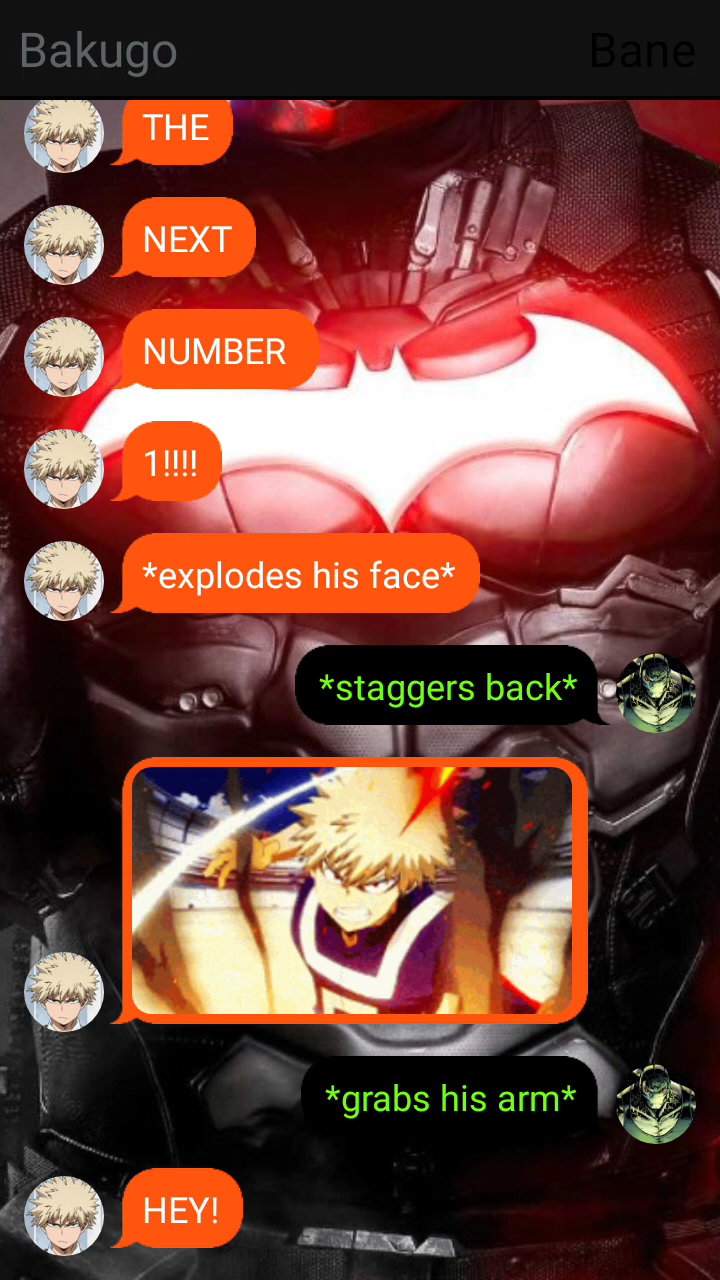 Bakugo
Bane
THE
NEXT
NUMBER
1!!!!
*explodes his face*
*staggers back*
*grabs his arm*
HEY!